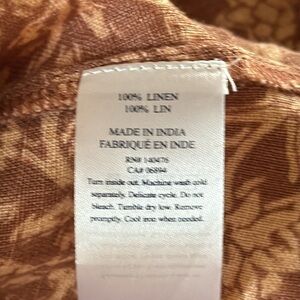 100% LINEN
100% LIN
MADE IN INDIA
FABRIQUÉ EN INDE
RN# 140476
CA# 06894
Turn inside out. Machine wash cold
separately. Delicate cycle. Do not
bleach. Tumble dry low. Remove
promptly. Cool iron when needed.